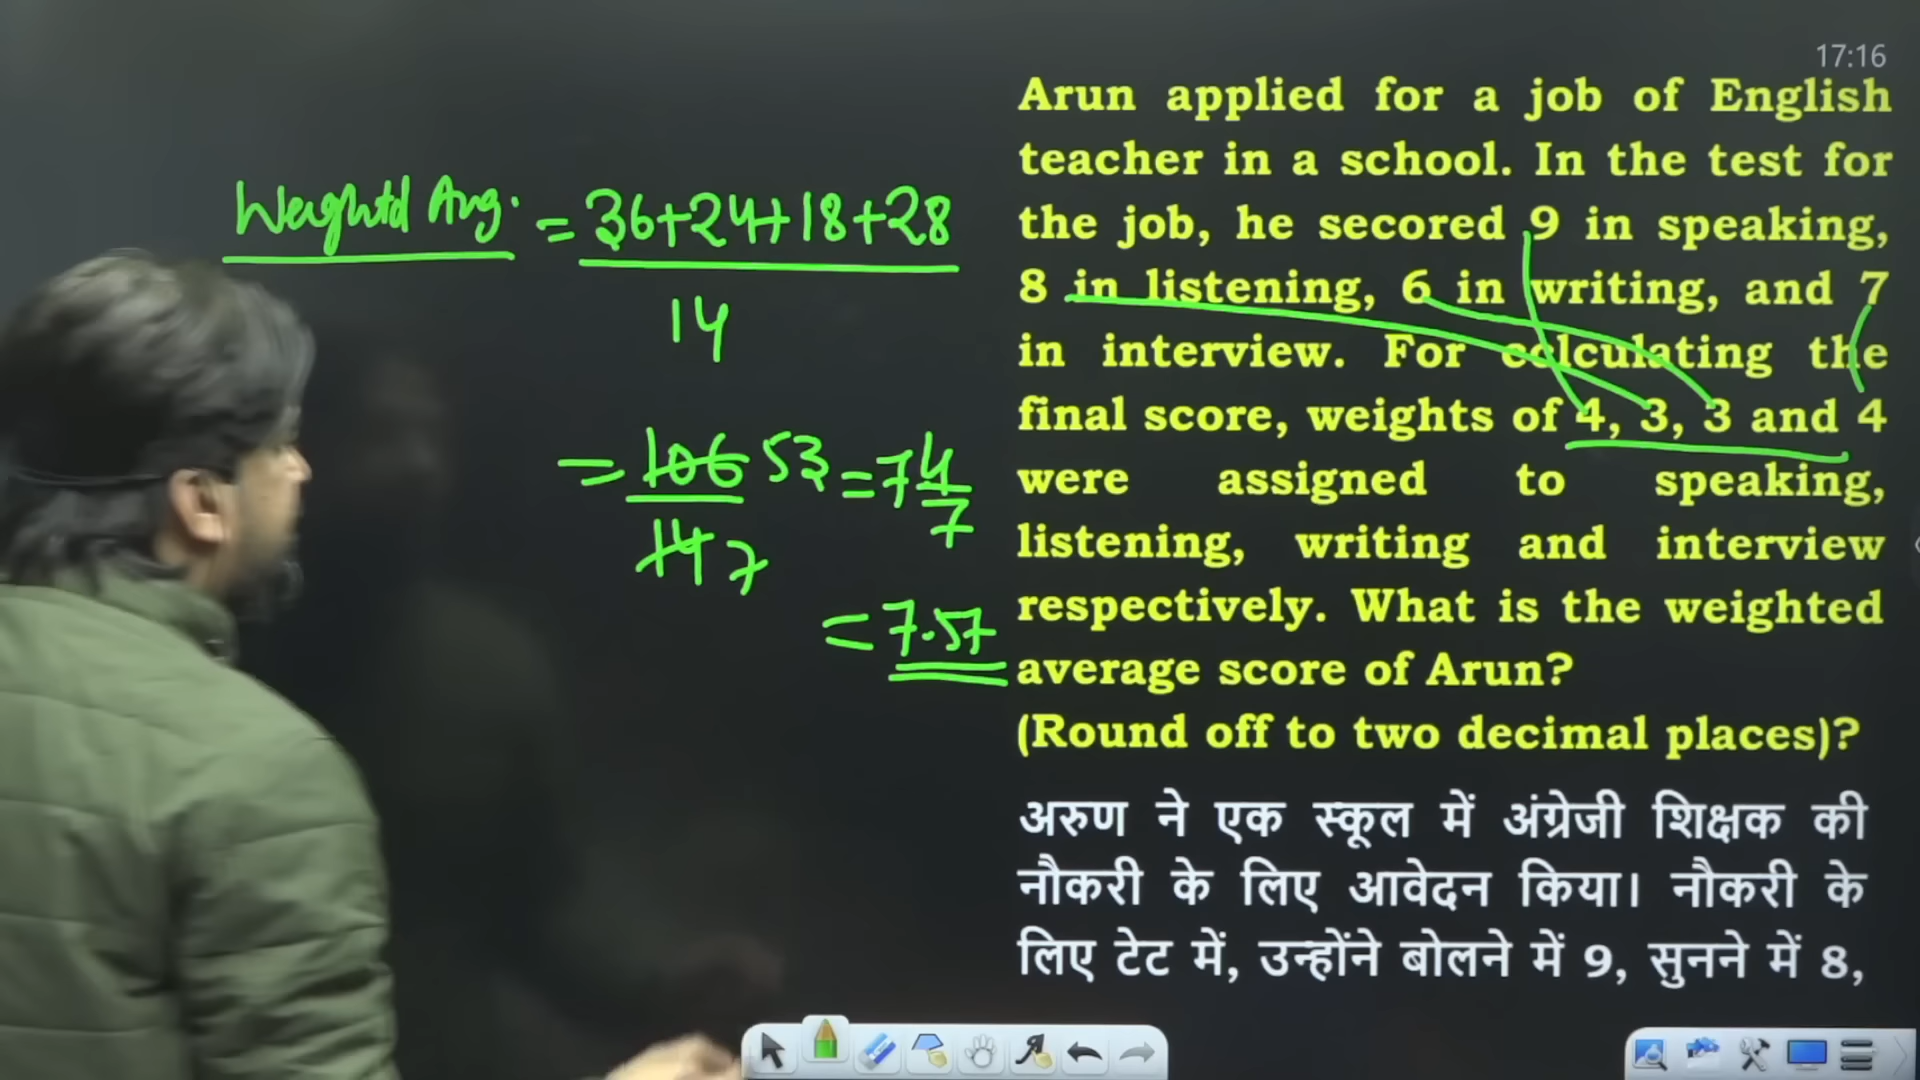 17:16
Weightd Avg. = 36+24+18+28
14
= 106 53 = 7 4
14 7 7
= 7.57
Arun applied for a job of English
teacher in a school. In the test for
the job, he secored 9 in speaking,
8 in listening, 6 in writing, and 7
in interview. For calculating the
final score, weights of 4, 3, 3 and 4
were assigned to speaking,
listening, writing and interview
respectively. What is the weighted
average score of Arun?
(Round off to two decimal places)?
अरुण ने एक स्कूल में अंग्रेजी शिक्षक की
नौकरी के लिए आवेदन किया। नौकरी के
लिए टेट में, उन्होंने बोलने में 9, सुनने में 8,